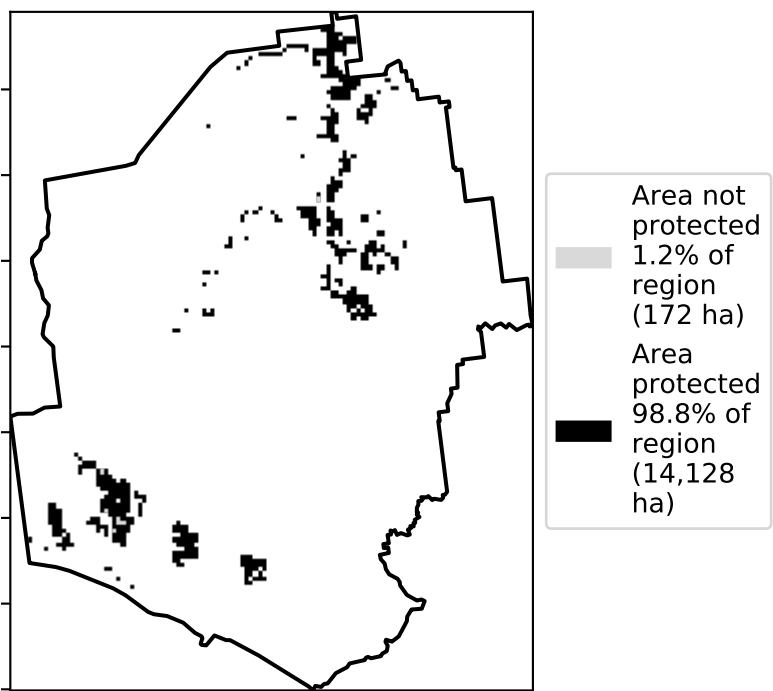 Area not
protected
1.2% of
region
(172 ha)
Area
protected
98.8% of
region
(14,128
ha)